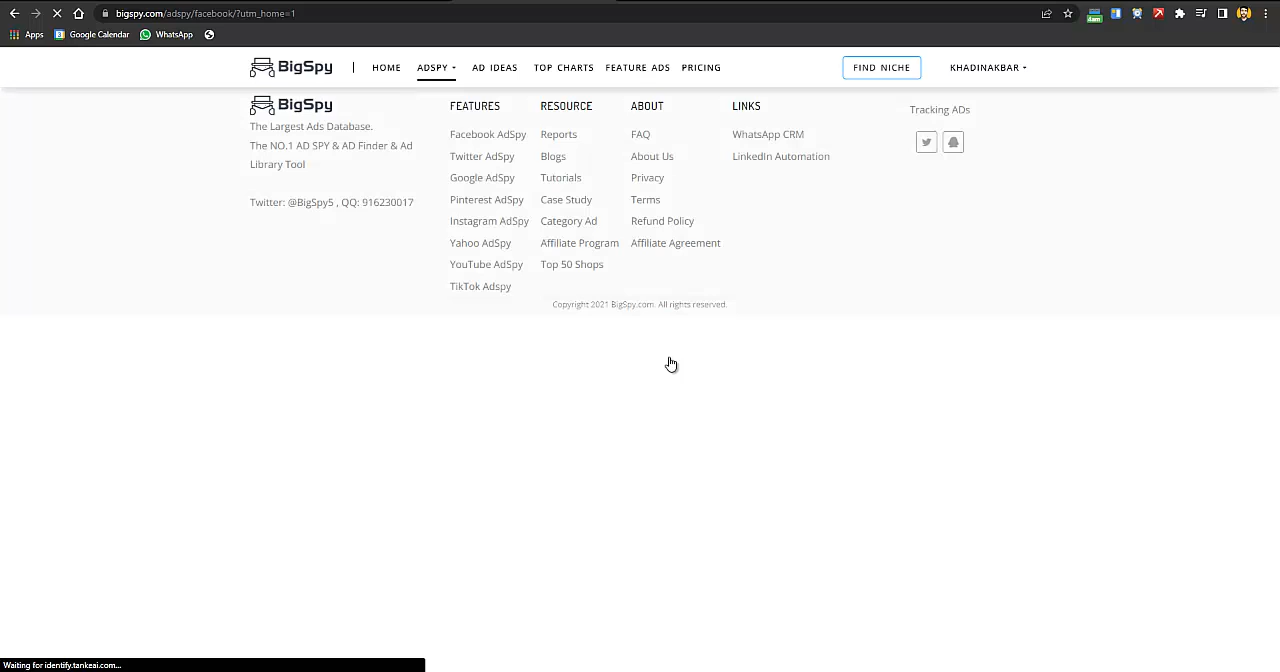 bigspy.com/adspy/facebook/?utm_home=1
4am
Apps
Google Calendar
WhatsApp
BigSpy | HOME ADSPY AD IDEAS TOP CHARTS FEATURE ADS PRICING FIND NICHE KHADINAKBAR
BigSpy
The Largest Ads Database.
The NO.1 AD SPY & AD Finder & Ad
Library Tool
Twitter: @BigSpy5 , QQ: 916230017
FEATURES
Facebook AdSpy
Twitter AdSpy
Google AdSpy
Pinterest AdSpy
Instagram AdSpy
Yahoo AdSpy
YouTube AdSpy
TikTok Adspy
RESOURCE
Reports
Blogs
Tutorials
Case Study
Category Ad
Affiliate Program
Top 50 Shops
ABOUT
FAQ
About Us
Privacy
Terms
Refund Policy
Affiliate Agreement
LINKS
WhatsApp CRM
LinkedIn Automation
Tracking ADs
Copyright 2021 BigSpy.com. All rights reserved.
Waiting for identify.tankeai.com...